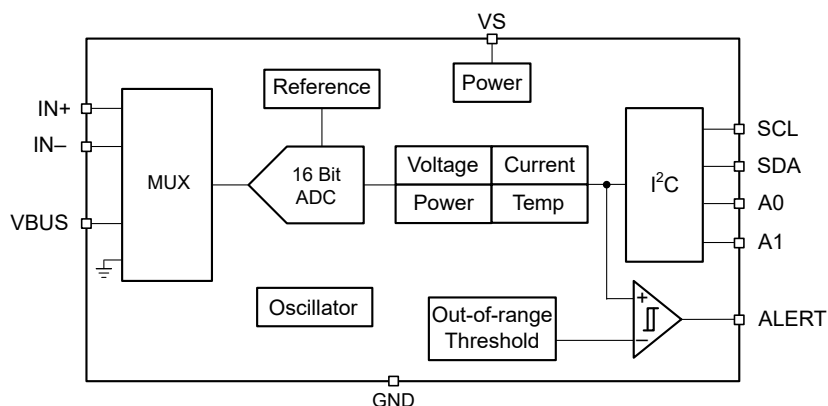 VS
Reference
Power
IN+
IN–
VBUS
MUX
16 Bit
ADC
Voltage
Current
Power
Temp
I²C
SCL
SDA
A0
A1
Oscillator
Out-of-range
Threshold
+
–
ALERT
GND